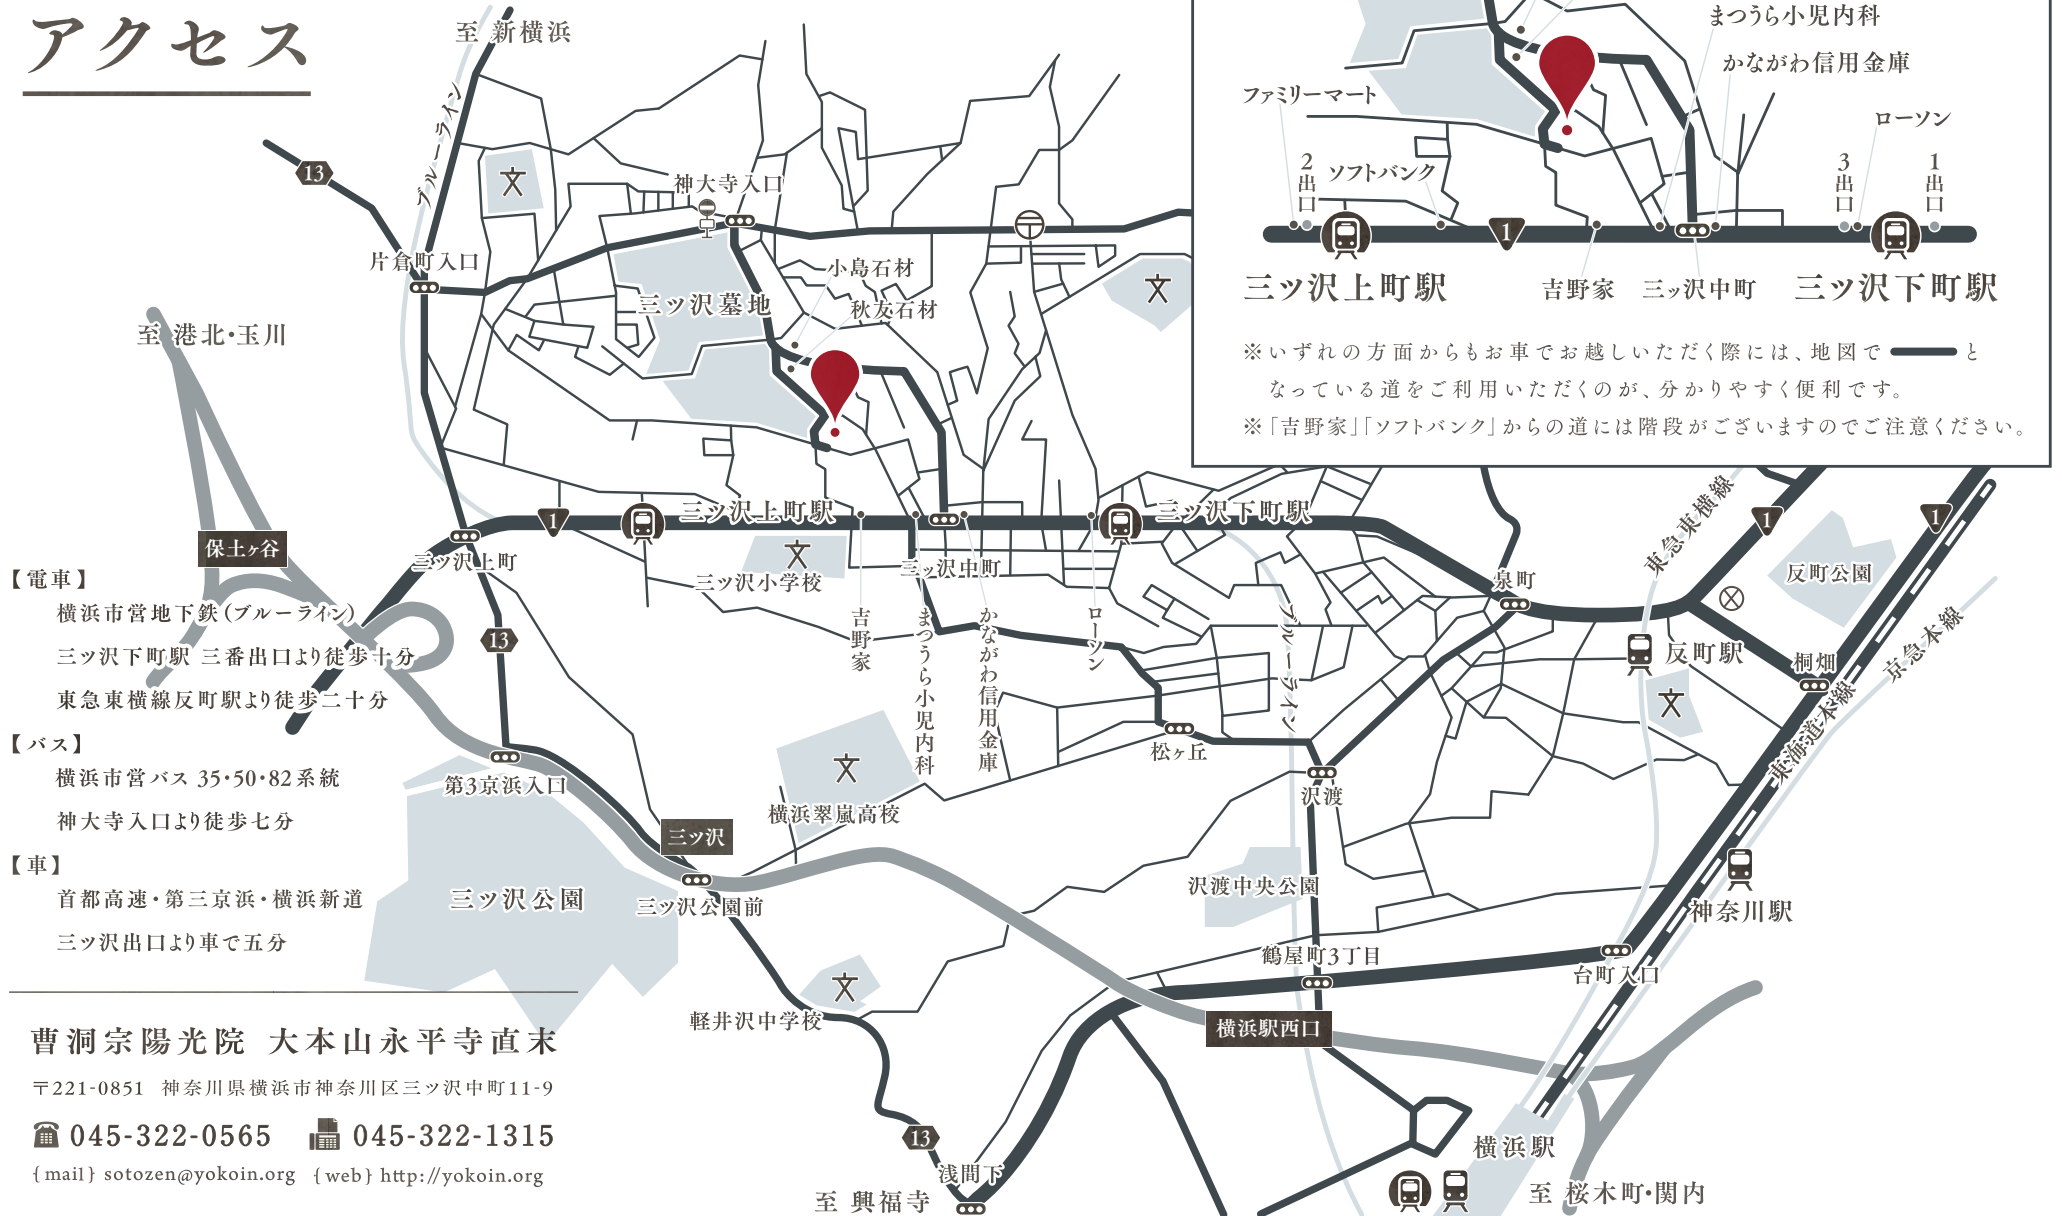 アクセス
至 新横浜
ブルーライン
13
神大寺入口
片倉町入口
小島石材
三ツ沢墓地
秋友石材
至 港北・玉川
保土ヶ谷
三ツ沢上町
1
三ツ沢上町駅
三ツ沢下町駅
三ツ沢小学校
三ッ沢中町
吉野家
まつうら小児内科
かながわ信用金庫
ローソン
ブルーライン
泉町
東急東横線
1
1
反町公園
反町駅
桐畑
京急本線
東海道本線
13
松ヶ丘
沢渡
第3京浜入口
横浜翠嵐高校
三ツ沢
三ツ沢公園
三ツ沢公園前
沢渡中央公園
神奈川駅
鶴屋町3丁目
台町入口
軽井沢中学校
横浜駅西口
13
浅間下
至 興福寺
横浜駅
至 桜木町・関内
まつうら小児内科
かながわ信用金庫
ファミリーマート
ローソン
2出口
ソフトバンク
3出口
1出口
1
三ツ沢上町駅
吉野家
三ッ沢中町
三ツ沢下町駅
※いずれの方面からもお車でお越しいただく際には、地図で と
なっている道をご利用いただくのが、分かりやすく便利です。
※「吉野家」「ソフトバンク」からの道には階段がございますのでご注意ください。
【電車】
横浜市営地下鉄(ブルーライン)
三ツ沢下町駅 三番出口より徒歩十分
東急東横線反町駅より徒歩二十分
【バス】
横浜市営バス 35・50・82系統
神大寺入口より徒歩七分
【車】
首都高速・第三京浜・横浜新道
三ツ沢出口より車で五分
曹洞宗陽光院 大本山永平寺直末
〒221-0851 神奈川県横浜市神奈川区三ツ沢中町11-9
045-322-0565 045-322-1315
{mail} sotozen@yokoin.org {web} http://yokoin.org